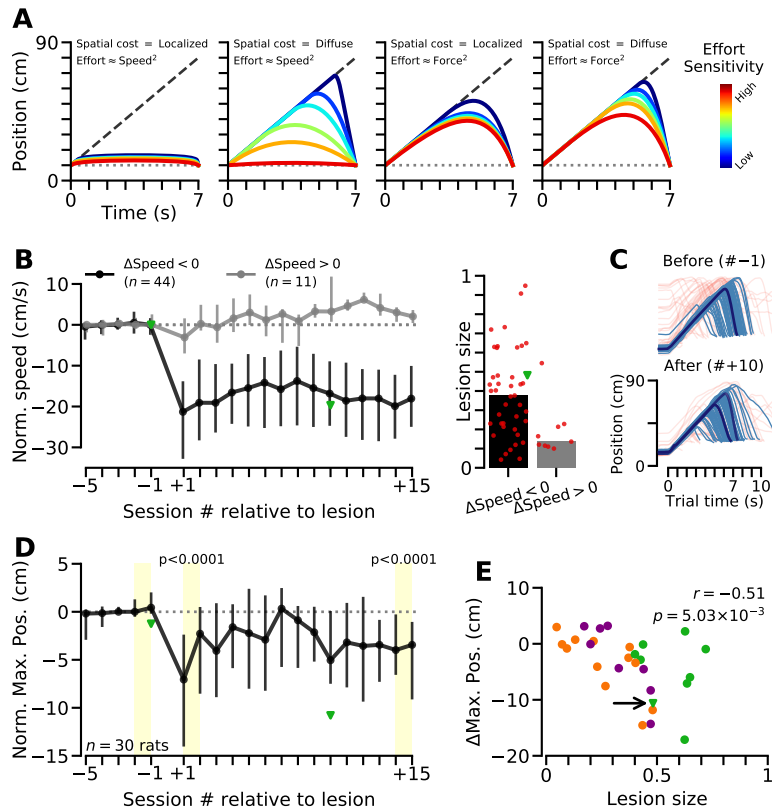 A
Spatial cost = Localized
Effort ≈ Speed²
Spatial cost = Diffuse
Effort ≈ Speed²
Spatial cost = Localized
Effort ≈ Force²
Spatial cost = Diffuse
Effort ≈ Force²
Effort
Sensitivity
High
Low
Position (cm)
90
0
0 7
0 7
0 7
0 7
Time (s)
B
ΔSpeed < 0
(n = 44)
ΔSpeed > 0
(n = 11)
Norm. speed (cm/s)
10
0
−10
−20
−30
−5 −1 +1 +15
Session # relative to lesion
Lesion size
1
0
ΔSpeed < 0
ΔSpeed > 0
C
Before (#−1)
After (#+10)
Position (cm)
90
0
0 7 10
Trial time (s)
D
p<0.0001
p<0.0001
Norm. Max. Pos. (cm)
5
0
−5
−10
−15
n = 30 rats
−5 −1 +1 +15
Session # relative to lesion
E
r = −0.51
p = 5.03×10⁻³
ΔMax. Pos. (cm)
10
0
−10
−20
0 0.5 1
Lesion size